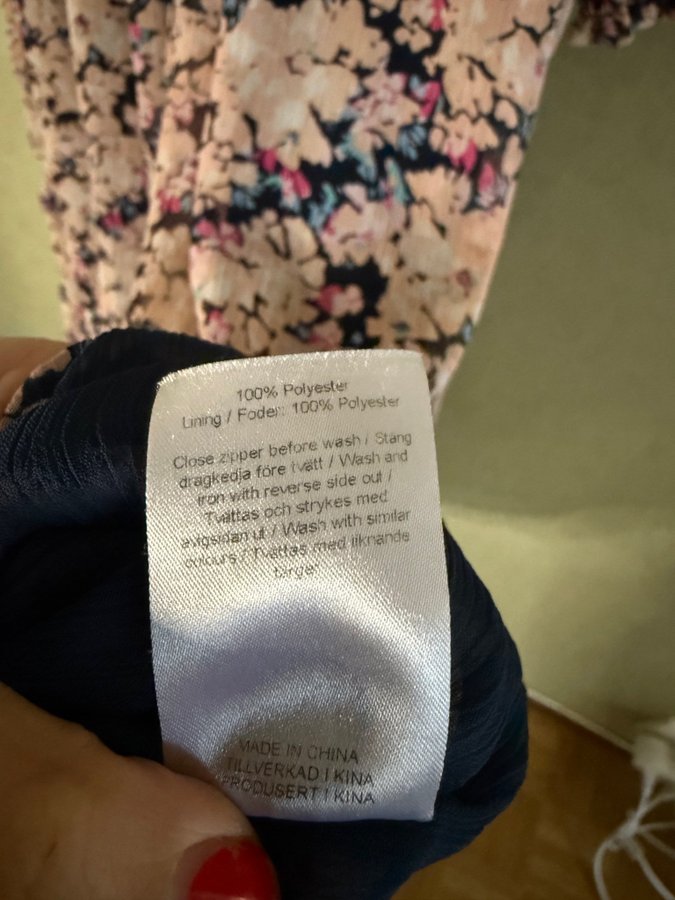 100% Polyester
Lining / Foder: 100% Polyester
Close zipper before wash / Stäng
dragkedja före tvätt / Wash and
iron with reverse side out /
Tvättas och strykes med
avigsidan ut / Wash with similar
colours / Tvättas med liknande
färger
MADE IN CHINA
TILLVERKAD I KINA
PRODUSERT I KINA